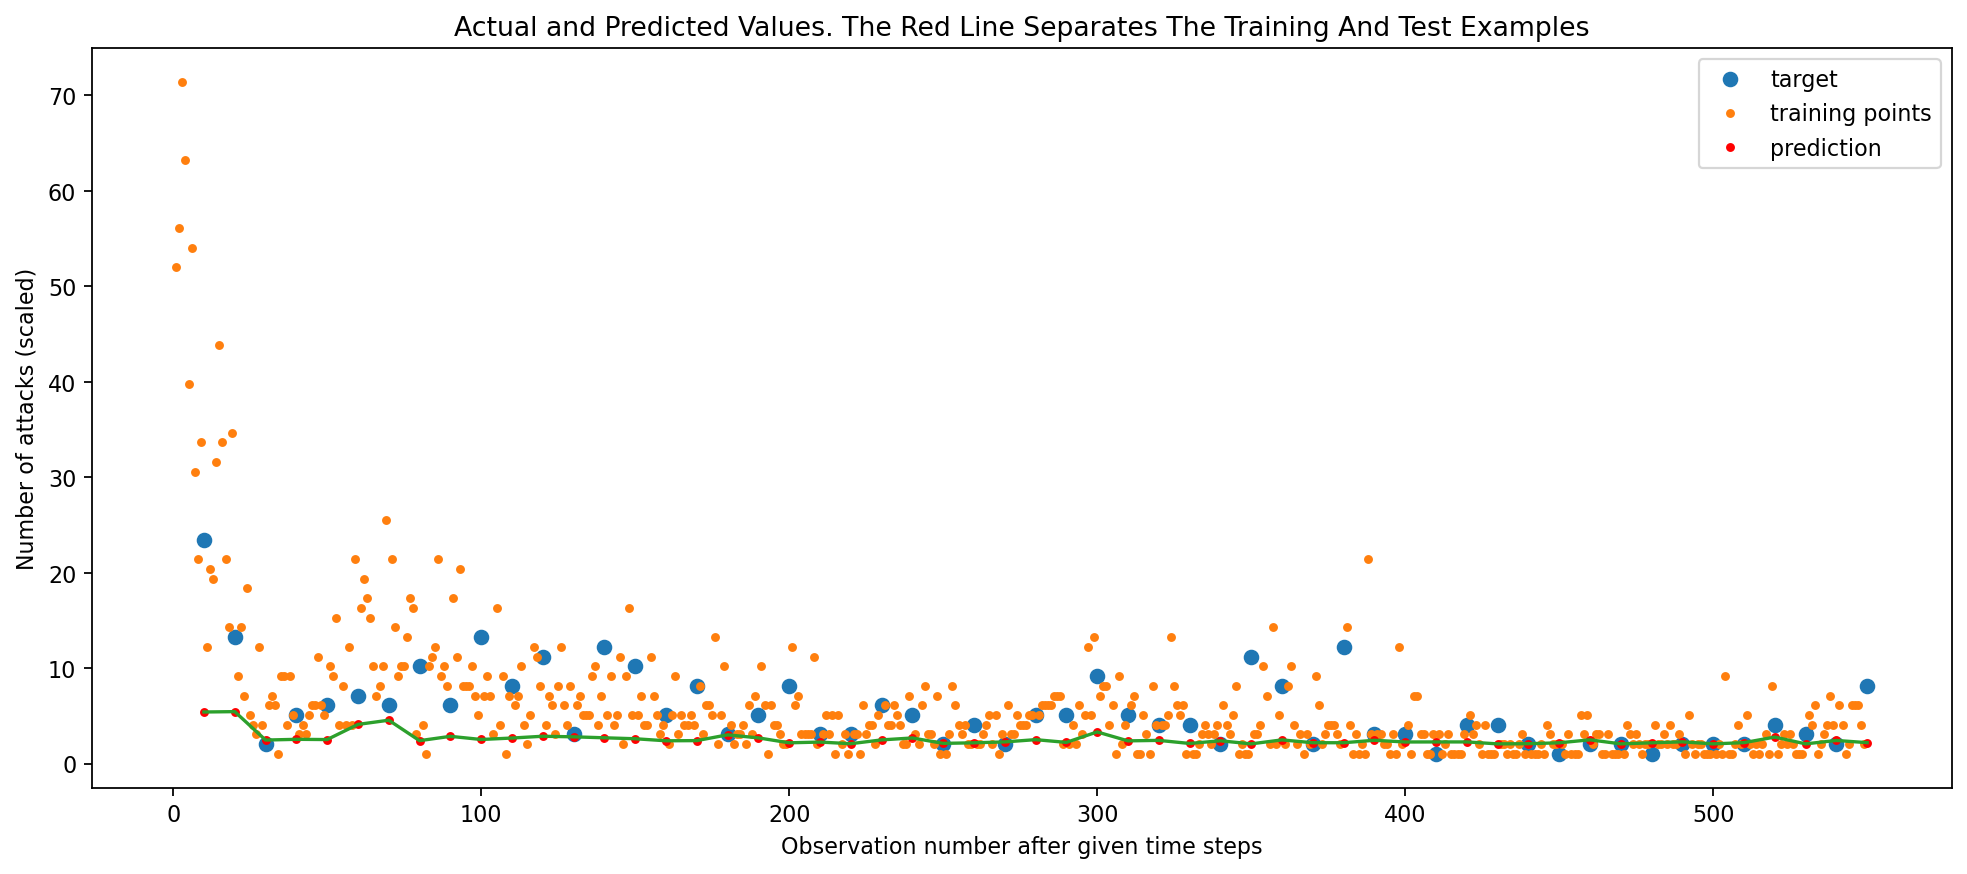 Actual and Predicted Values. The Red Line Separates The Training And Test Examples
target
training points
prediction
Number of attacks (scaled)
70
60
50
40
30
20
10
0
0 100 200 300 400 500
Observation number after given time steps